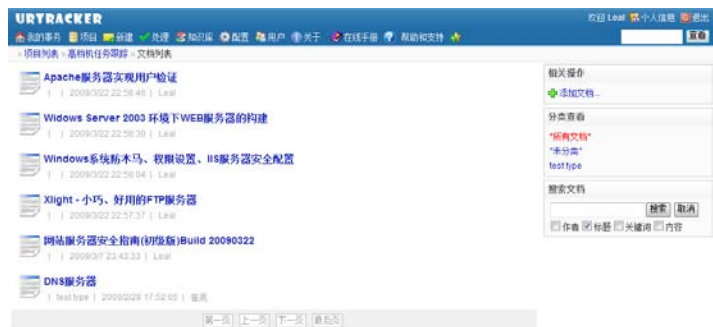 URTRACKER
欢迎 Leal 个人信息 退出
我的事务 项目 新建 处理 知识库 配置 用户 关于 在线手册 帮助和支持
查看
项目列表 » 高档机任务跟踪 » 文档列表
Apache服务器实现用户验证
| | 2009/3/22 22:58:48 | Leal
Widows Server 2003 环境下WEB服务器的构建
| | 2009/3/22 22:58:30 | Leal
Windows系统防木马、权限设置、IIS服务器安全配置
| | 2009/3/22 22:58:04 | Leal
Xlight - 小巧、好用的FTP服务器
| | 2009/3/22 22:57:37 | Leal
网站服务器安全指南(初级版)Build 20090322
| | 2009/3/7 23:43:33 | Leal
DNS服务器
| test type | 2009/2/28 17:52:05 |
第一页 上一页 下一页 最后页
相关操作
添加文档...
分类查看
"所有文档"
"未分类"
test type
搜索文档
搜索 取消
作者 标题 关键词 内容